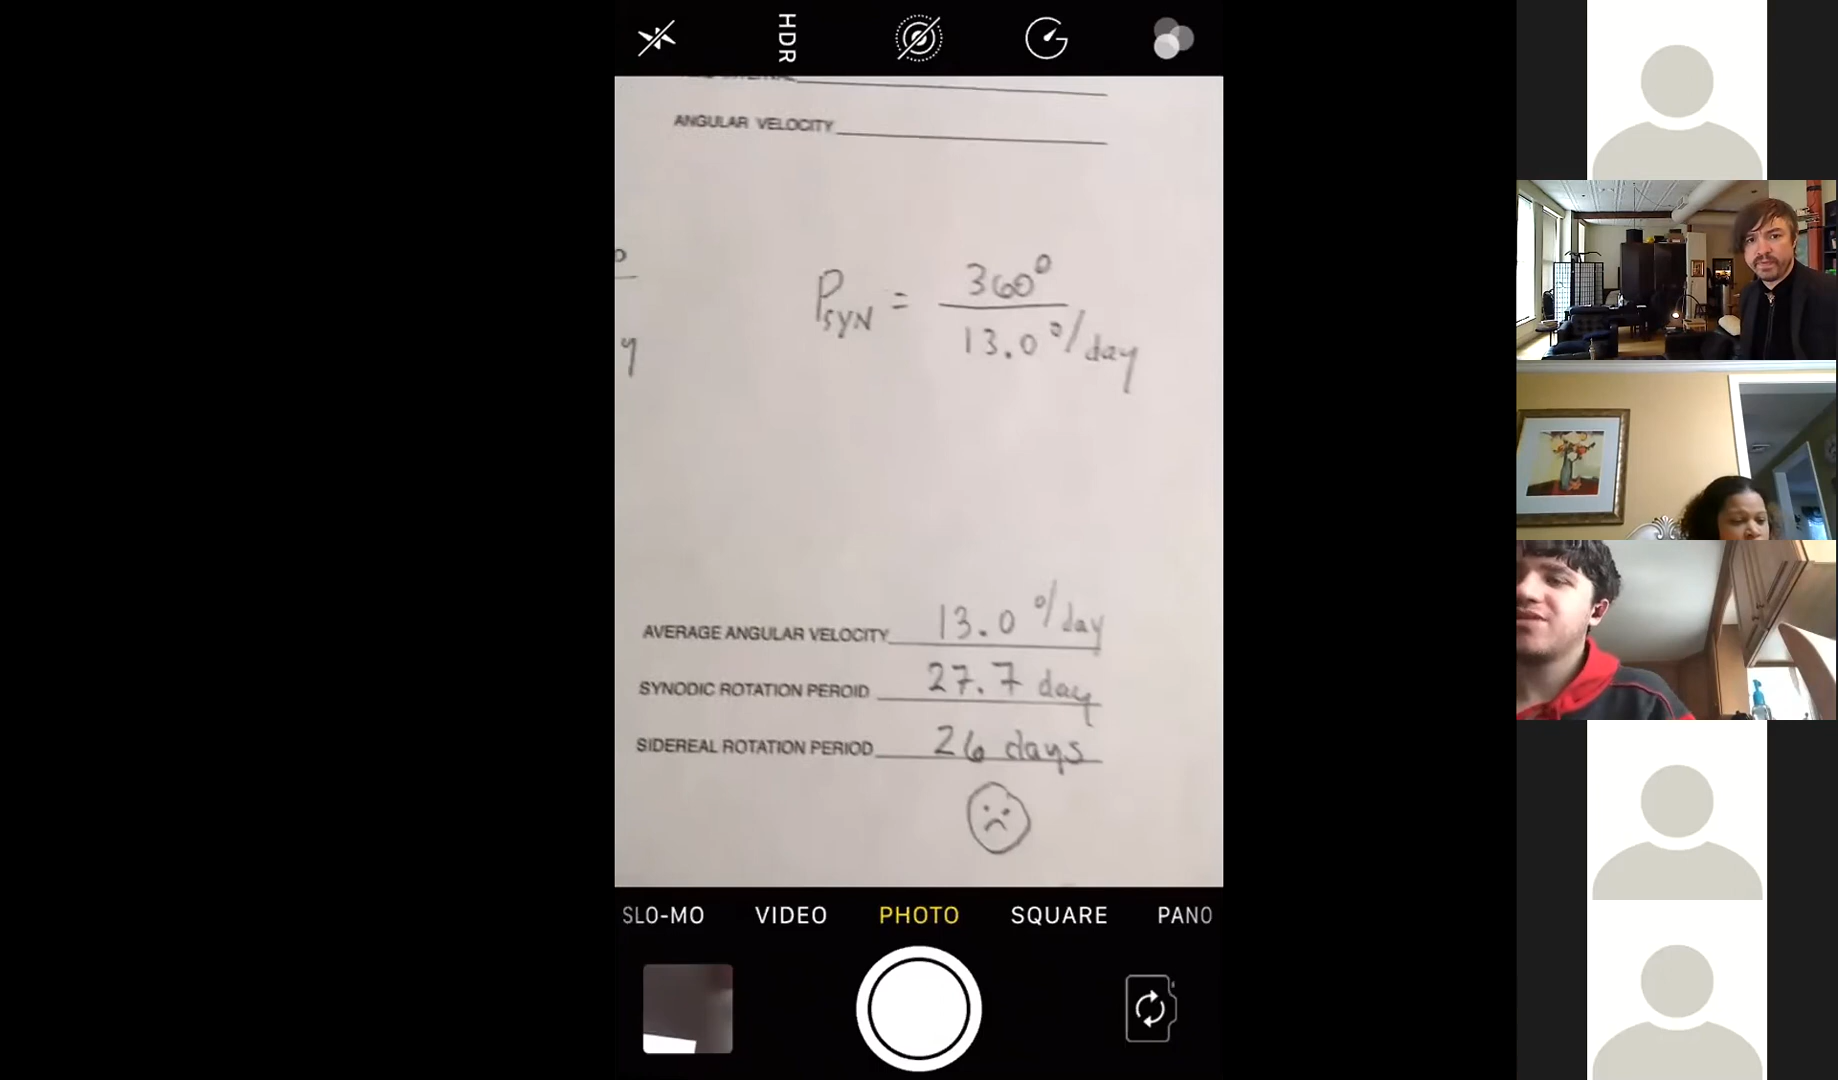 HDR
ANGULAR VELOCITY
P SYN = 360° / 13.0 °/day
y
AVERAGE ANGULAR VELOCITY 13.0 °/day
SYNODIC ROTATION PEROID 27.7 day
SIDEREAL ROTATION PERIOD 26 days
SLO-MO VIDEO PHOTO SQUARE PANO